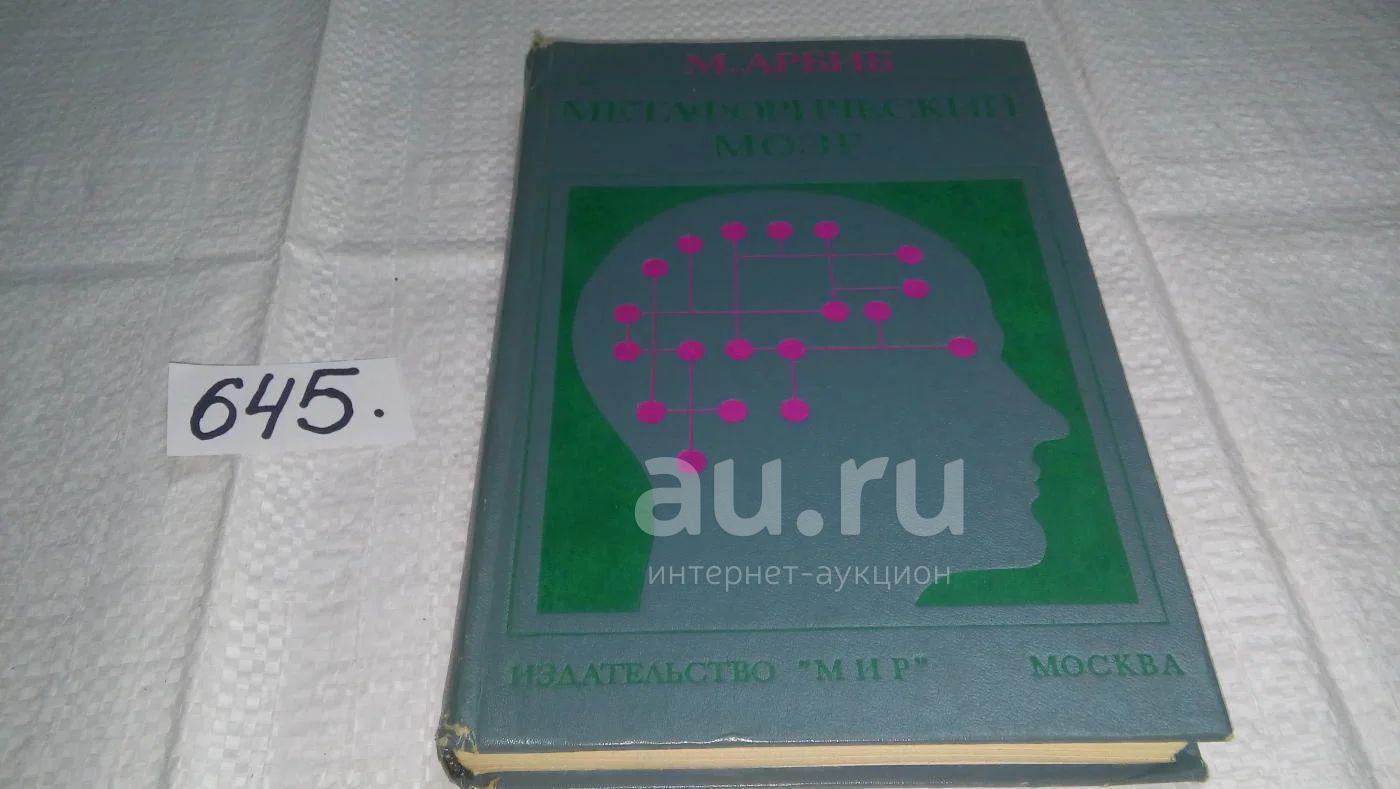 М. АРБИБ
МЕТАФОРИЧЕСКИЙ
МОЗГ
645.
au.ru
интернет-аукцион
ИЗДАТЕЛЬСТВО "МИР" МОСКВА